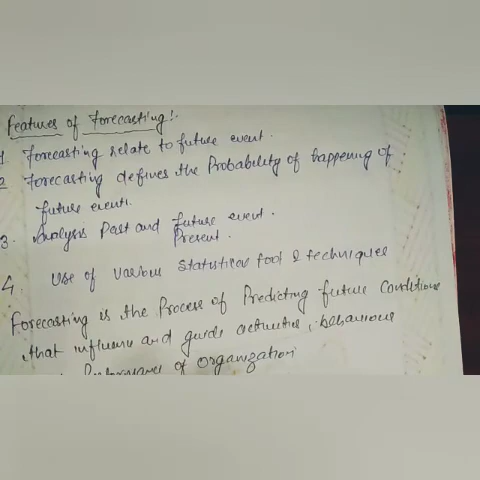 Features of Forecasting!.
1. Forecasting relate to future event.
2 Forecasting defines the Probability of happening of
future event.
3. Analysis Past and future event.
Present.
4. Use of various Statistical tool & techniques
Forecasting is the Process of Predicting future Conditions
that influence and guide activities, behaviour
Performance of Organization